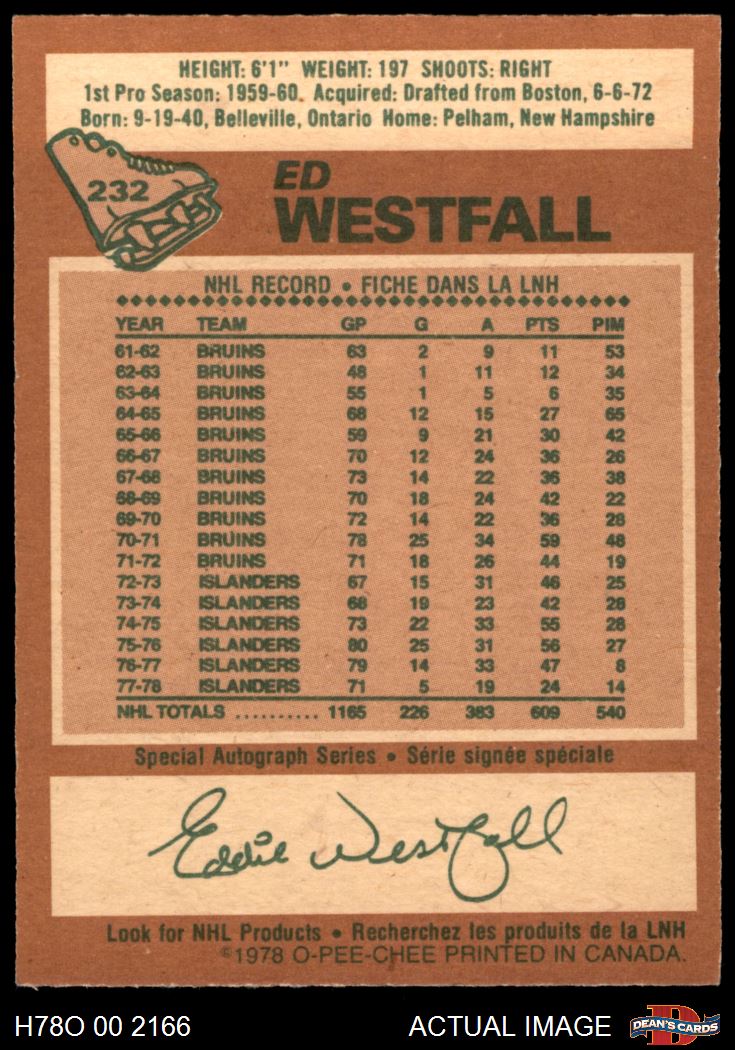 HEIGHT: 6'1" WEIGHT: 197 SHOOTS: RIGHT
1st Pro Season: 1959-60. Acquired: Drafted from Boston, 6-6-72
Born: 9-19-40, Belleville, Ontario Home: Pelham, New Hampshire
232
ED
WESTFALL
NHL RECORD • FICHE DANS LA LNH
YEAR TEAM GP G A PTS PIM
61-62 BRUINS 63 2 9 11 53
62-63 BRUINS 48 1 11 12 34
63-64 BRUINS 55 1 5 6 35
64-65 BRUINS 68 12 15 27 65
65-66 BRUINS 59 9 21 30 42
66-67 BRUINS 70 12 24 36 26
67-68 BRUINS 73 14 22 36 38
68-69 BRUINS 70 18 24 42 22
69-70 BRUINS 72 14 22 36 28
70-71 BRUINS 78 25 34 59 48
71-72 BRUINS 71 18 26 44 19
72-73 ISLANDERS 67 15 31 46 25
73-74 ISLANDERS 68 19 23 42 28
74-75 ISLANDERS 73 22 33 55 28
75-76 ISLANDERS 80 25 31 56 27
76-77 ISLANDERS 79 14 33 47 8
77-78 ISLANDERS 71 5 19 24 14
NHL TOTALS .......... 1165 226 383 609 540
Special Autograph Series • Série signée spéciale
Eddie Westfall
Look for NHL Products • Recherchez les produits de la LNH
©1978 O-PEE-CHEE PRINTED IN CANADA.
H78O 00 2166 ACTUAL IMAGE D DEAN'S CARDS